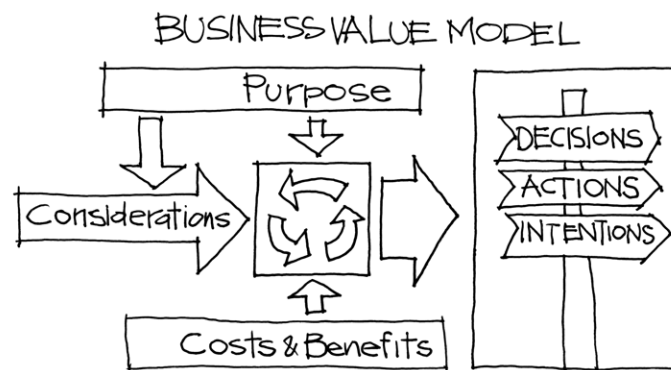 BUSINESS VALUE MODEL
Purpose
Considerations
Costs & Benefits
DECISIONS
ACTIONS
INTENTIONS